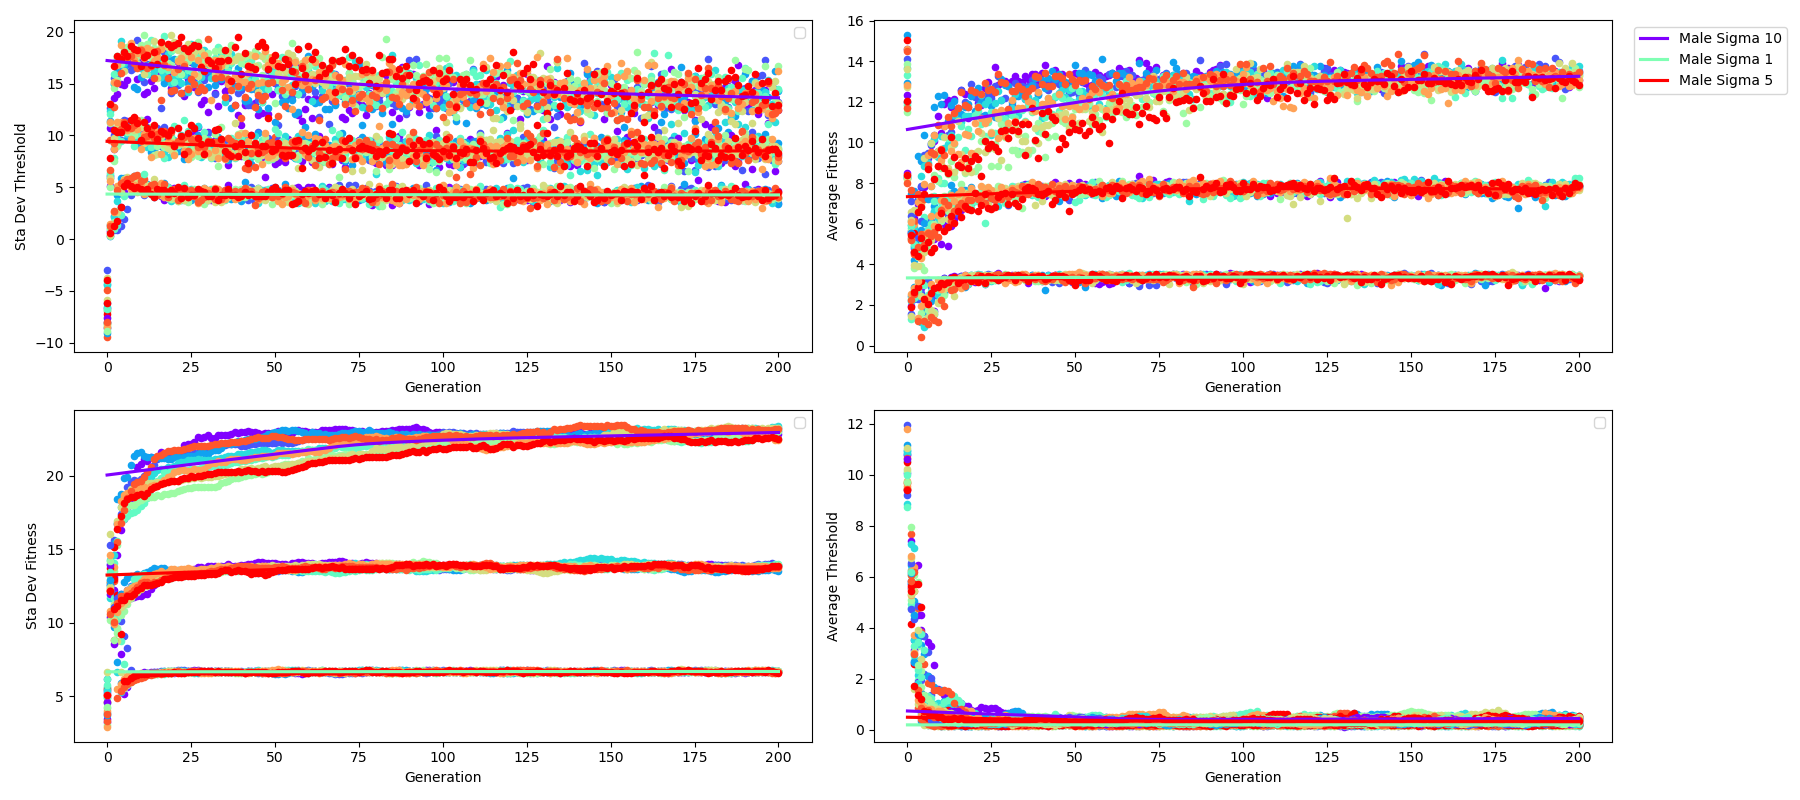 20
15
10
5
0
−5
−10
Sta Dev Threshold
0 25 50 75 100 125 150 175 200
Generation
16
14
12
10
8
6
4
2
0
Average Fitness
0 25 50 75 100 125 150 175 200
Generation
Male Sigma 10
Male Sigma 1
Male Sigma 5
20
15
10
5
Sta Dev Fitness
0 25 50 75 100 125 150 175 200
Generation
12
10
8
6
4
2
0
Average Threshold
0 25 50 75 100 125 150 175 200
Generation